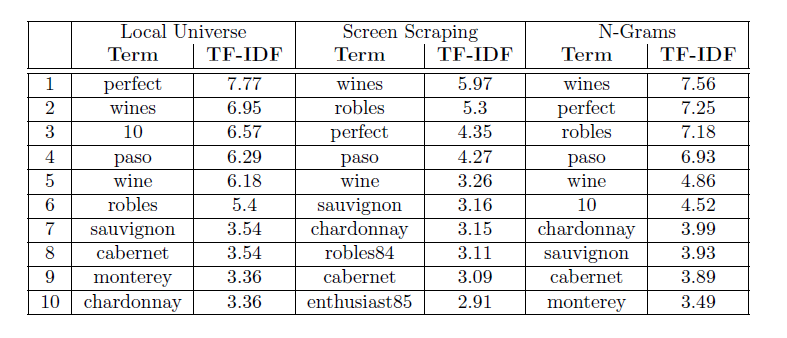 Local Universe Screen Scraping N-Grams
Term TF-IDF Term TF-IDF Term TF-IDF
1 perfect 7.77 wines 5.97 wines 7.56
2 wines 6.95 robles 5.3 perfect 7.25
3 10 6.57 perfect 4.35 robles 7.18
4 paso 6.29 paso 4.27 paso 6.93
5 wine 6.18 wine 3.26 wine 4.86
6 robles 5.4 sauvignon 3.16 10 4.52
7 sauvignon 3.54 chardonnay 3.15 chardonnay 3.99
8 cabernet 3.54 robles84 3.11 sauvignon 3.93
9 monterey 3.36 cabernet 3.09 cabernet 3.89
10 chardonnay 3.36 enthusiast85 2.91 monterey 3.49